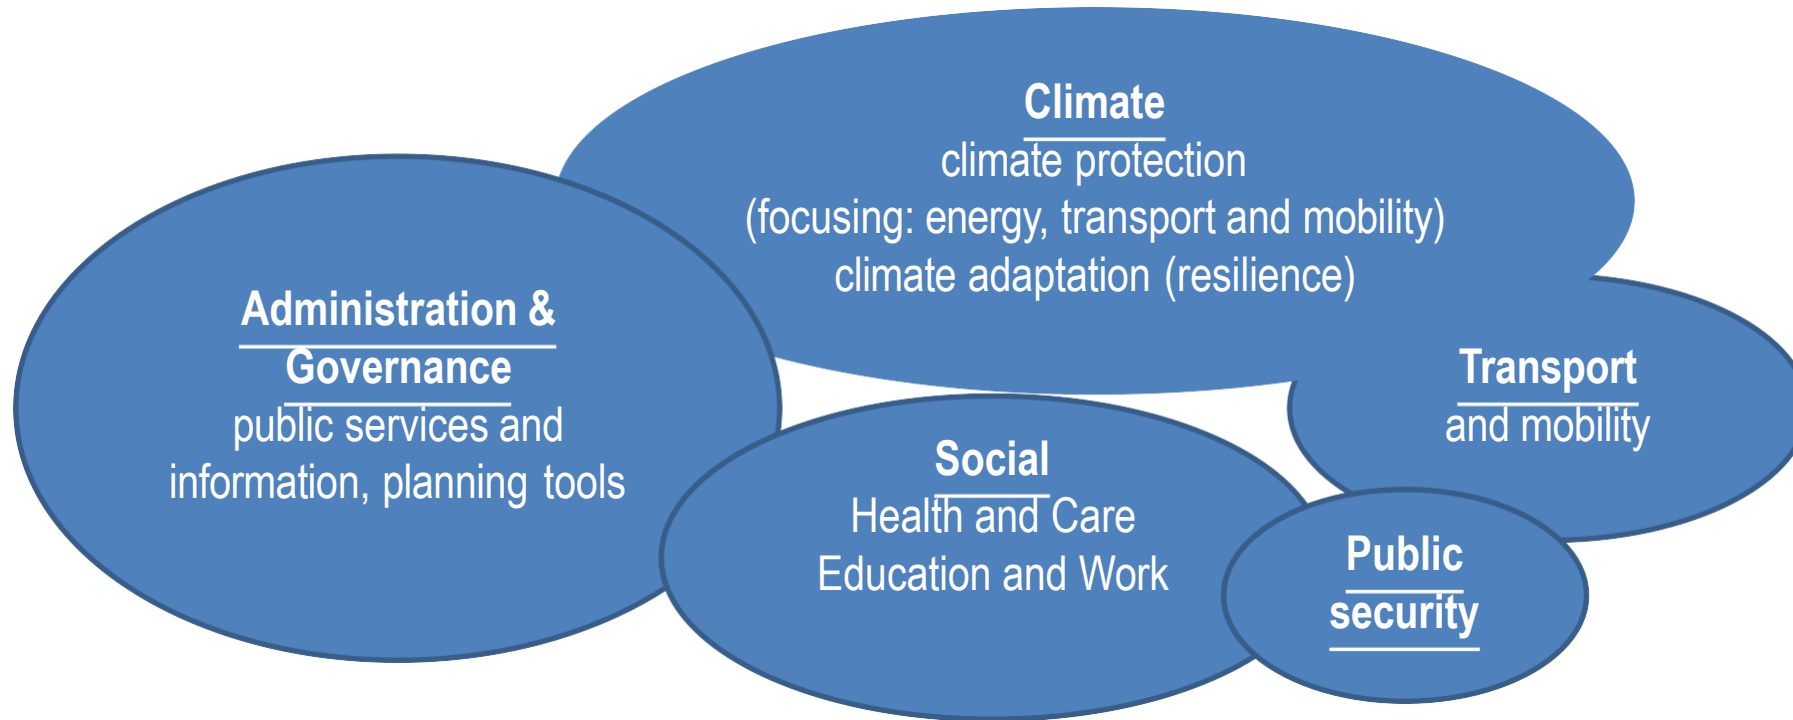 Climate
climate protection
(focusing: energy, transport and mobility)
climate adaptation (resilience)
Administration &
Governance
public services and
information, planning tools
Transport
and mobility
Social
Health and Care
Education and Work
Public
security